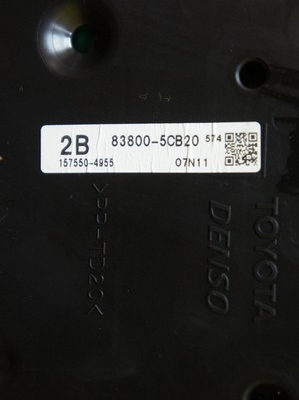 2B 83800-5CB20 574
157550-4955 07N11
TOYOTA
DENSO
>PP-TD20<